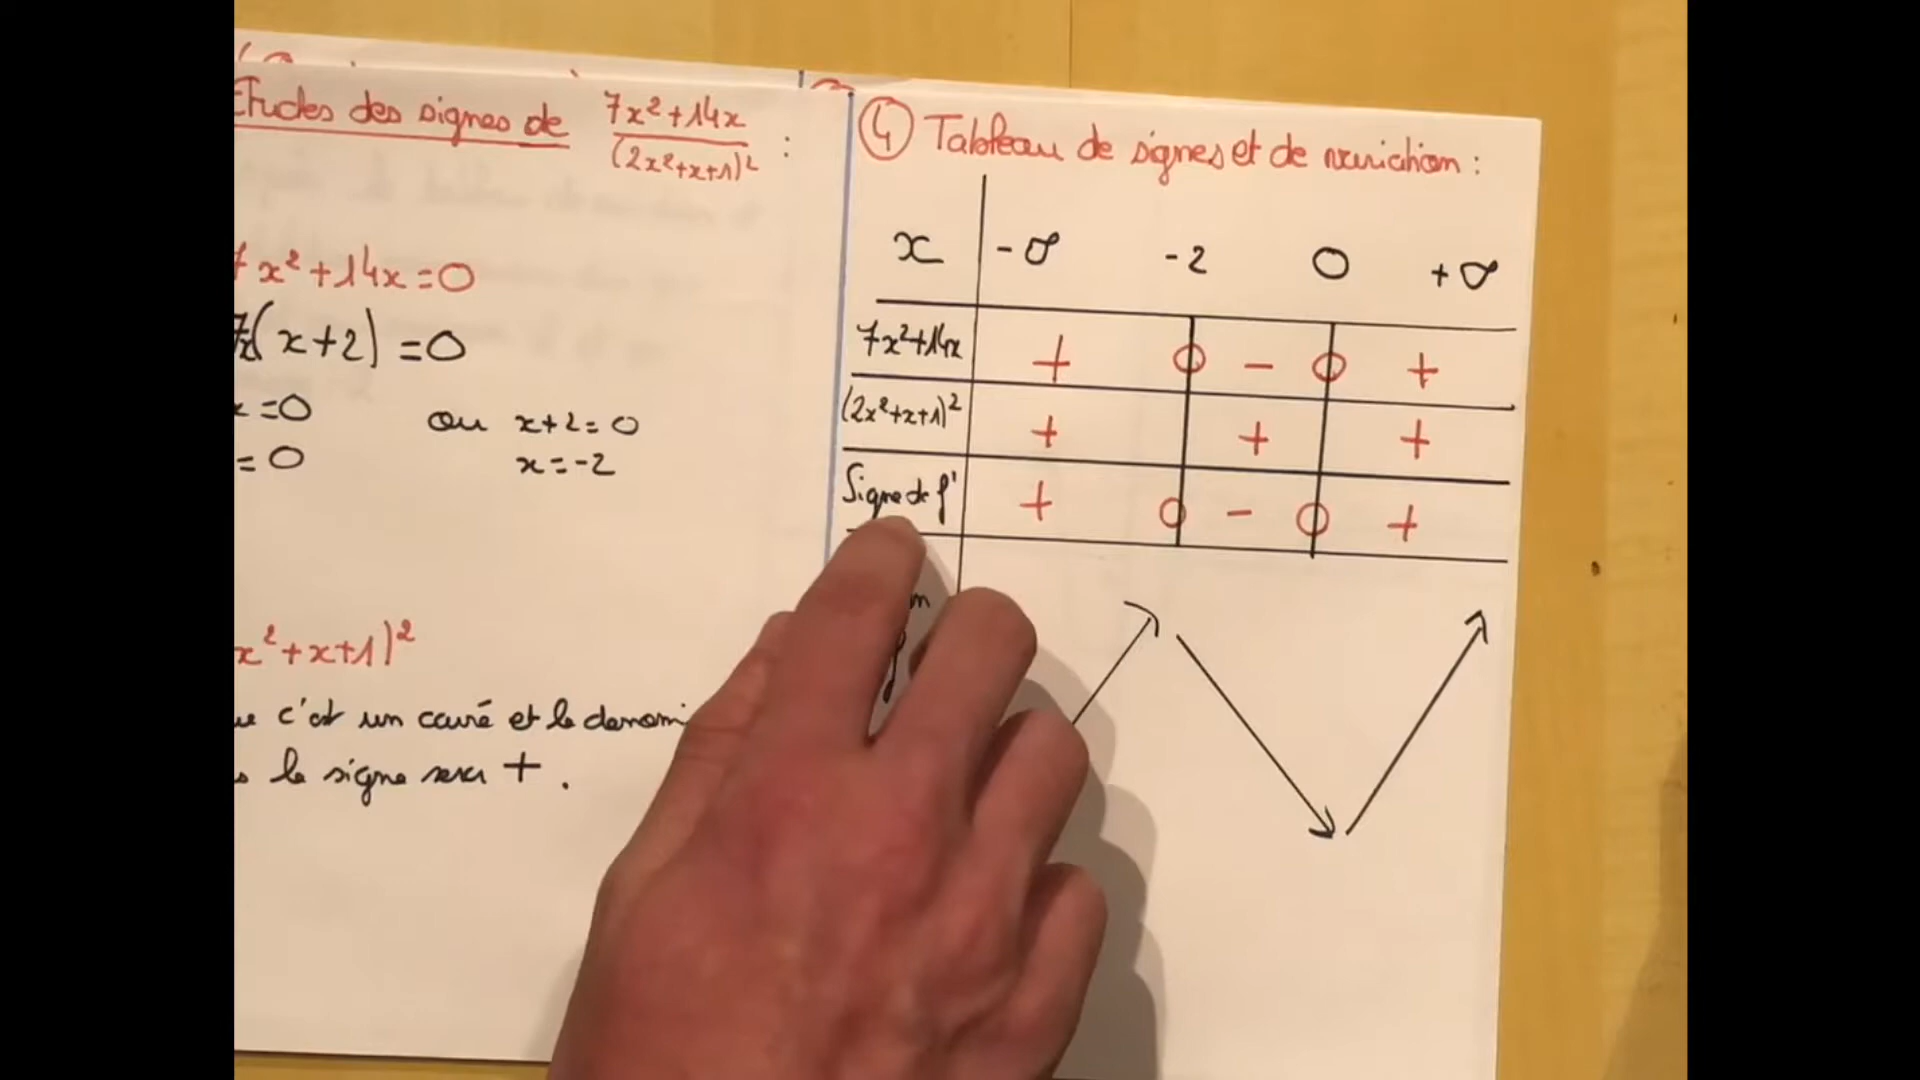 Etudes des signes de 7x²+14x / (2x²+x+1)² :
7x²+14x=0
7x(x+2)=0
x=0 ou x+2=0
=0 x=-2
x²+x+1)²
c'est un carré et le denomi
le signe sera + .
④ Tableau de signes et de variation :
x -∞ -2 0 +∞
7x²+14x + 0 - 0 +
(2x²+x+1)² + + +
Signe de f' + 0 - 0 +